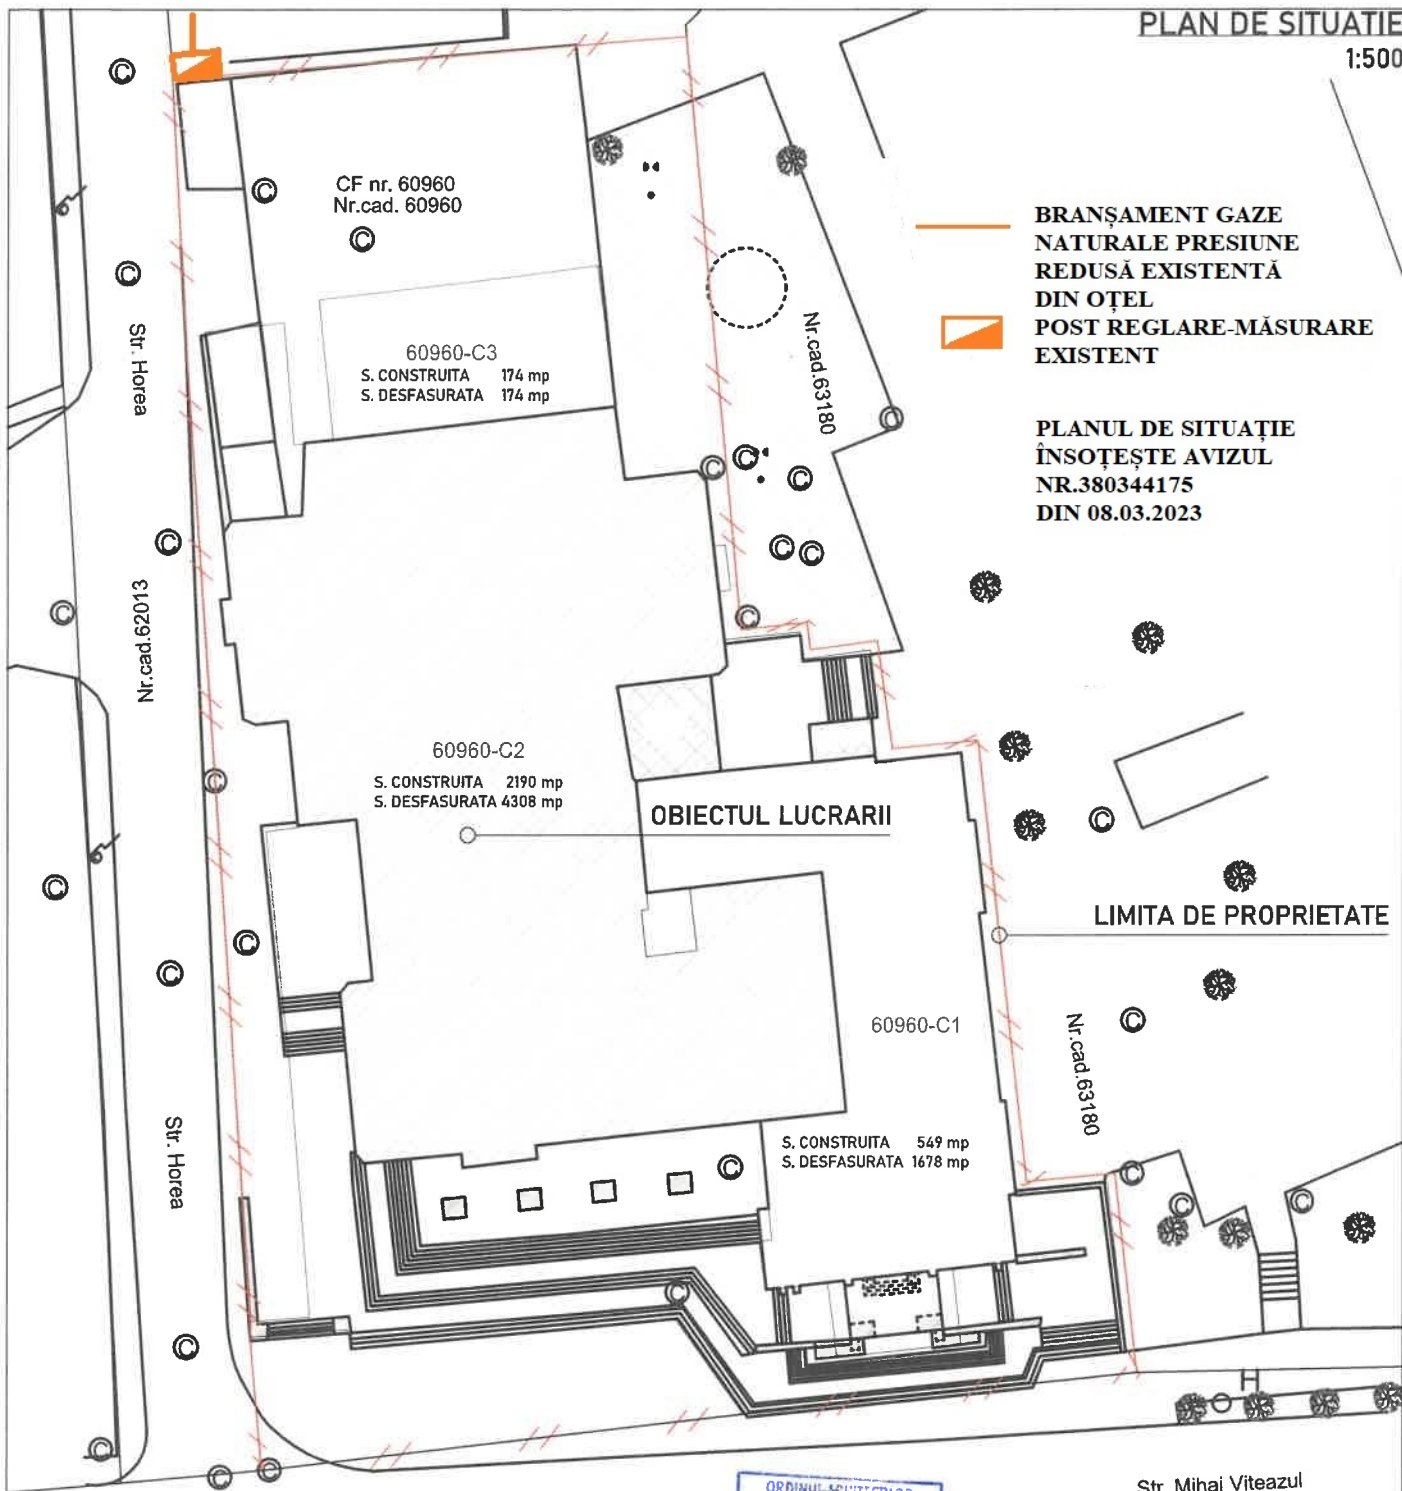 PLAN DE SITUATIE
1:500
CF nr. 60960
Nr.cad. 60960
BRANȘAMENT GAZE
NATURALE PRESIUNE
REDUSĂ EXISTENTĂ
DIN OȚEL
POST REGLARE-MĂSURARE
EXISTENT
Str. Horea
60960-C3
S. CONSTRUITA 174 mp
S. DESFASURATA 174 mp
Nr.cad.63180
PLANUL DE SITUAȚIE
ÎNSOȚEȘTE AVIZUL
NR.380344175
DIN 08.03.2023
Nr.cad.62013
60960-C2
S. CONSTRUITA 2190 mp
S. DESFASURATA 4308 mp
OBIECTUL LUCRARII
LIMITA DE PROPRIETATE
60960-C1
Nr.cad.63180
Str. Horea
S. CONSTRUITA 549 mp
S. DESFASURATA 1678 mp
H
Str. Mihai Viteazul